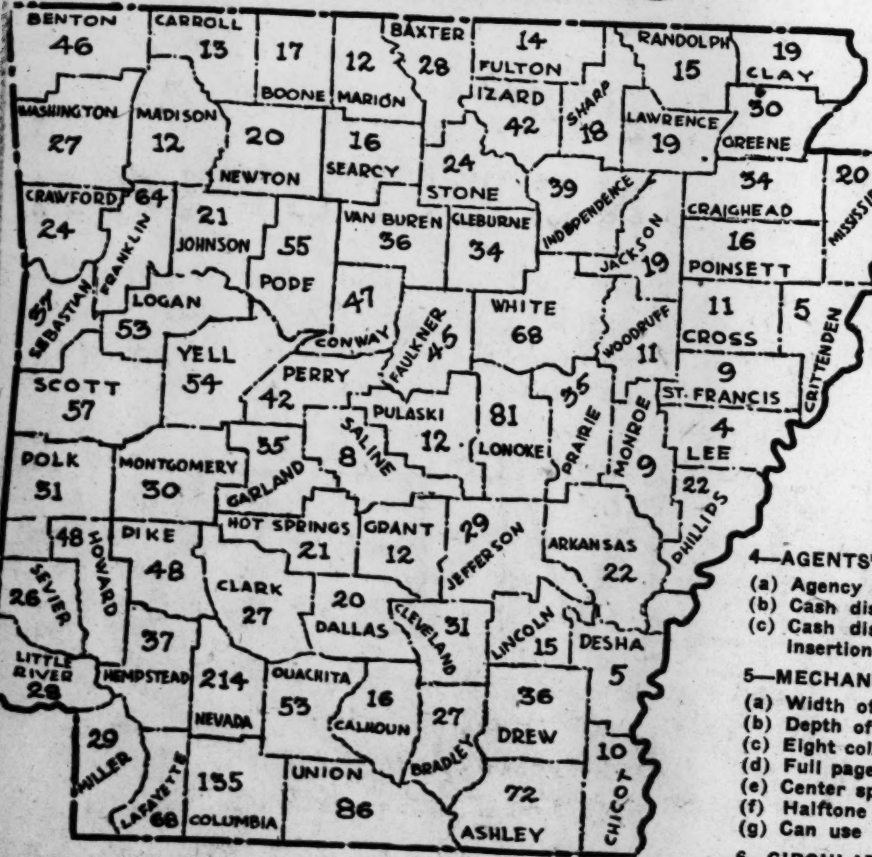 BENTON
46
CARROLL
13
17
BOONE
12
MARION
BAXTER
28
14
FULTON
IZARD
42
SHARP
18
RANDOLPH
15
19
CLAY
LAWRENCE
19
30
GREENE
WASHINGTON
27
MADISON
12
20
NEWTON
16
SEARCY
24
STONE
39
INDEPENDENCE
34
CRAIGHEAD
20
CRAWFORD
24
64
FRANKLIN
21
JOHNSON
55
POPE
VAN BUREN
36
CLEBURNE
34
JACKSON
19
16
POINSETT
37
SEBASTIAN
LOGAN
53
47
CONWAY
FAULKNER
45
WHITE
68
WOODRUFF
11
11
CROSS
5
CRITTENDEN
SCOTT
57
YELL
54
PERRY
42
PULASKI
12
SALINE
8
81
LONOKE
35
PRAIRIE
MONROE
9
9
ST. FRANCIS
4
LEE
POLK
31
MONTGOMERY
30
35
GARLAND
22
PHILLIPS
48
HOWARD
PIKE
48
HOT SPRINGS
21
GRANT
12
29
JEFFERSON
ARKANSAS
22
SEVIER
26
CLARK
27
20
DALLAS
CLEVELAND
31
LINCOLN
15
DESHA
5
LITTLE
RIVER
28
37
HEMPSTEAD
214
NEVADA
OUACHITA
53
16
CALHOUN
27
BRADLEY
36
DREW
10
CHICOT
29
MILLER
LAFAYETTE
68
135
COLUMBIA
UNION
86
72
ASHLEY
4—AGENTS'
(a) Agency
(b) Cash
(c) Cash
insertion
(a) Width of
(b) Depth of
(c) Eight
(d) Full page
(e) Center
(f) Halftone
(g) Can use